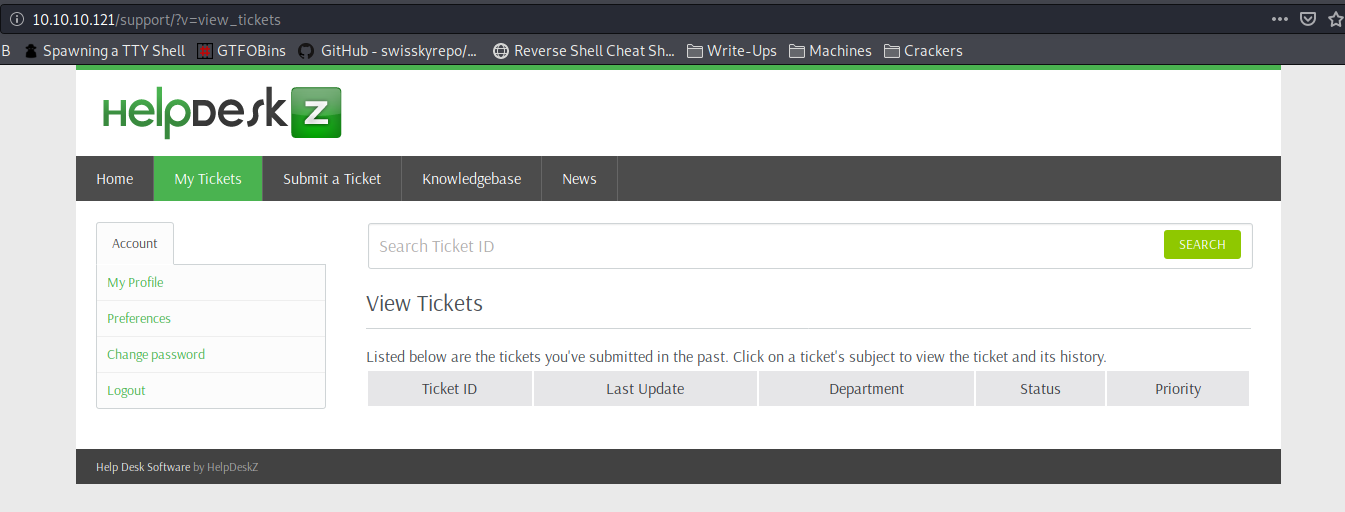 10.10.10.121/support/?v=view_tickets
B Spawning a TTY Shell GTFOBins GitHub - swisskyrepo/... Reverse Shell Cheat Sh... Write-Ups Machines Crackers
HelpDesk Z
Home My Tickets Submit a Ticket Knowledgebase News
Account
My Profile
Preferences
Change password
Logout
Search Ticket ID SEARCH
View Tickets
Listed below are the tickets you've submitted in the past. Click on a ticket's subject to view the ticket and its history.
Ticket ID Last Update Department Status Priority
Help Desk Software by HelpDeskZ